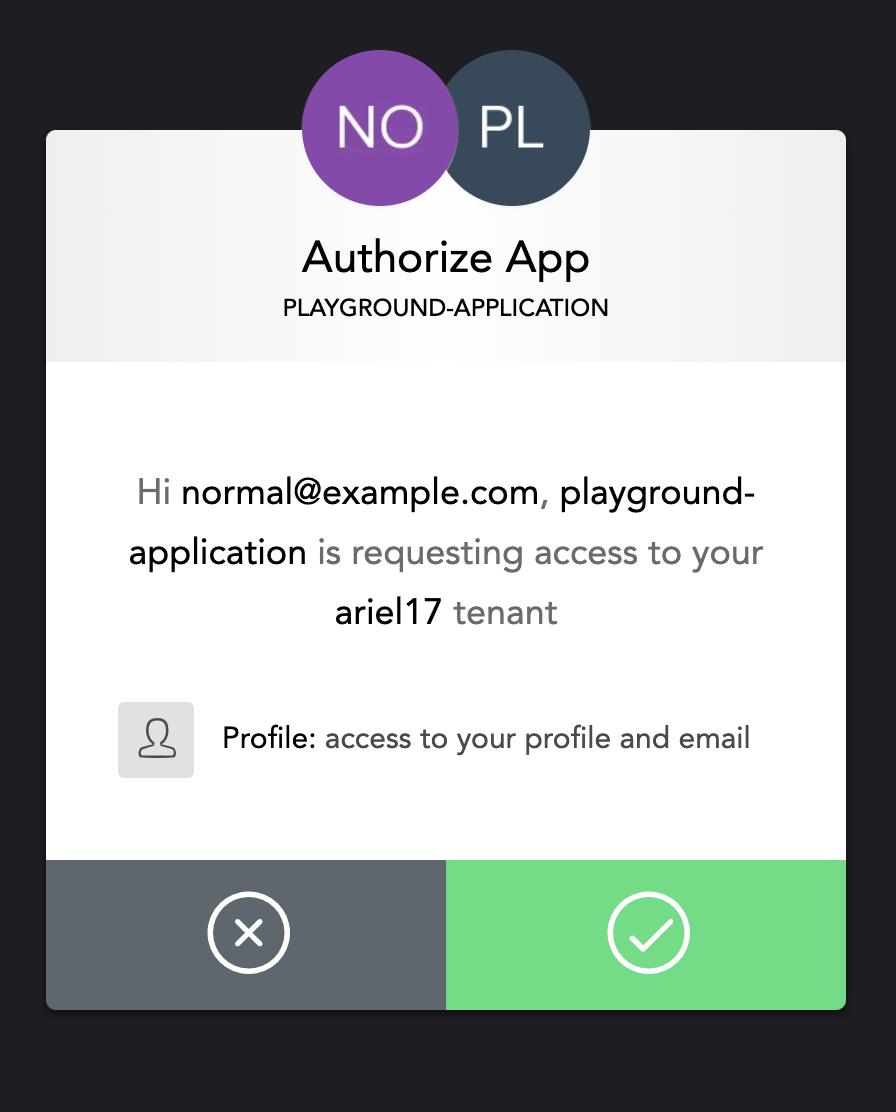 NO PL
Authorize App
PLAYGROUND-APPLICATION
Hi normal@example.com, playground-
application is requesting access to your
ariel17 tenant
Profile: access to your profile and email